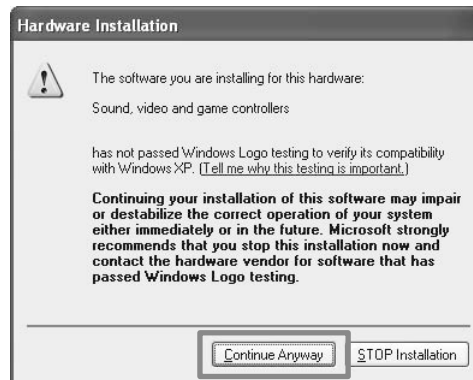 Hardware Installation
The software you are installing for this hardware:
Sound, video and game controllers
has not passed Windows Logo testing to verify its compatibility
with Windows XP. (Tell me why this testing is important.)
Continuing your installation of this software may impair
or destabilize the correct operation of your system
either immediately or in the future. Microsoft strongly
recommends that you stop this installation now and
contact the hardware vendor for software that has
passed Windows Logo testing.
Continue Anyway
STOP Installation